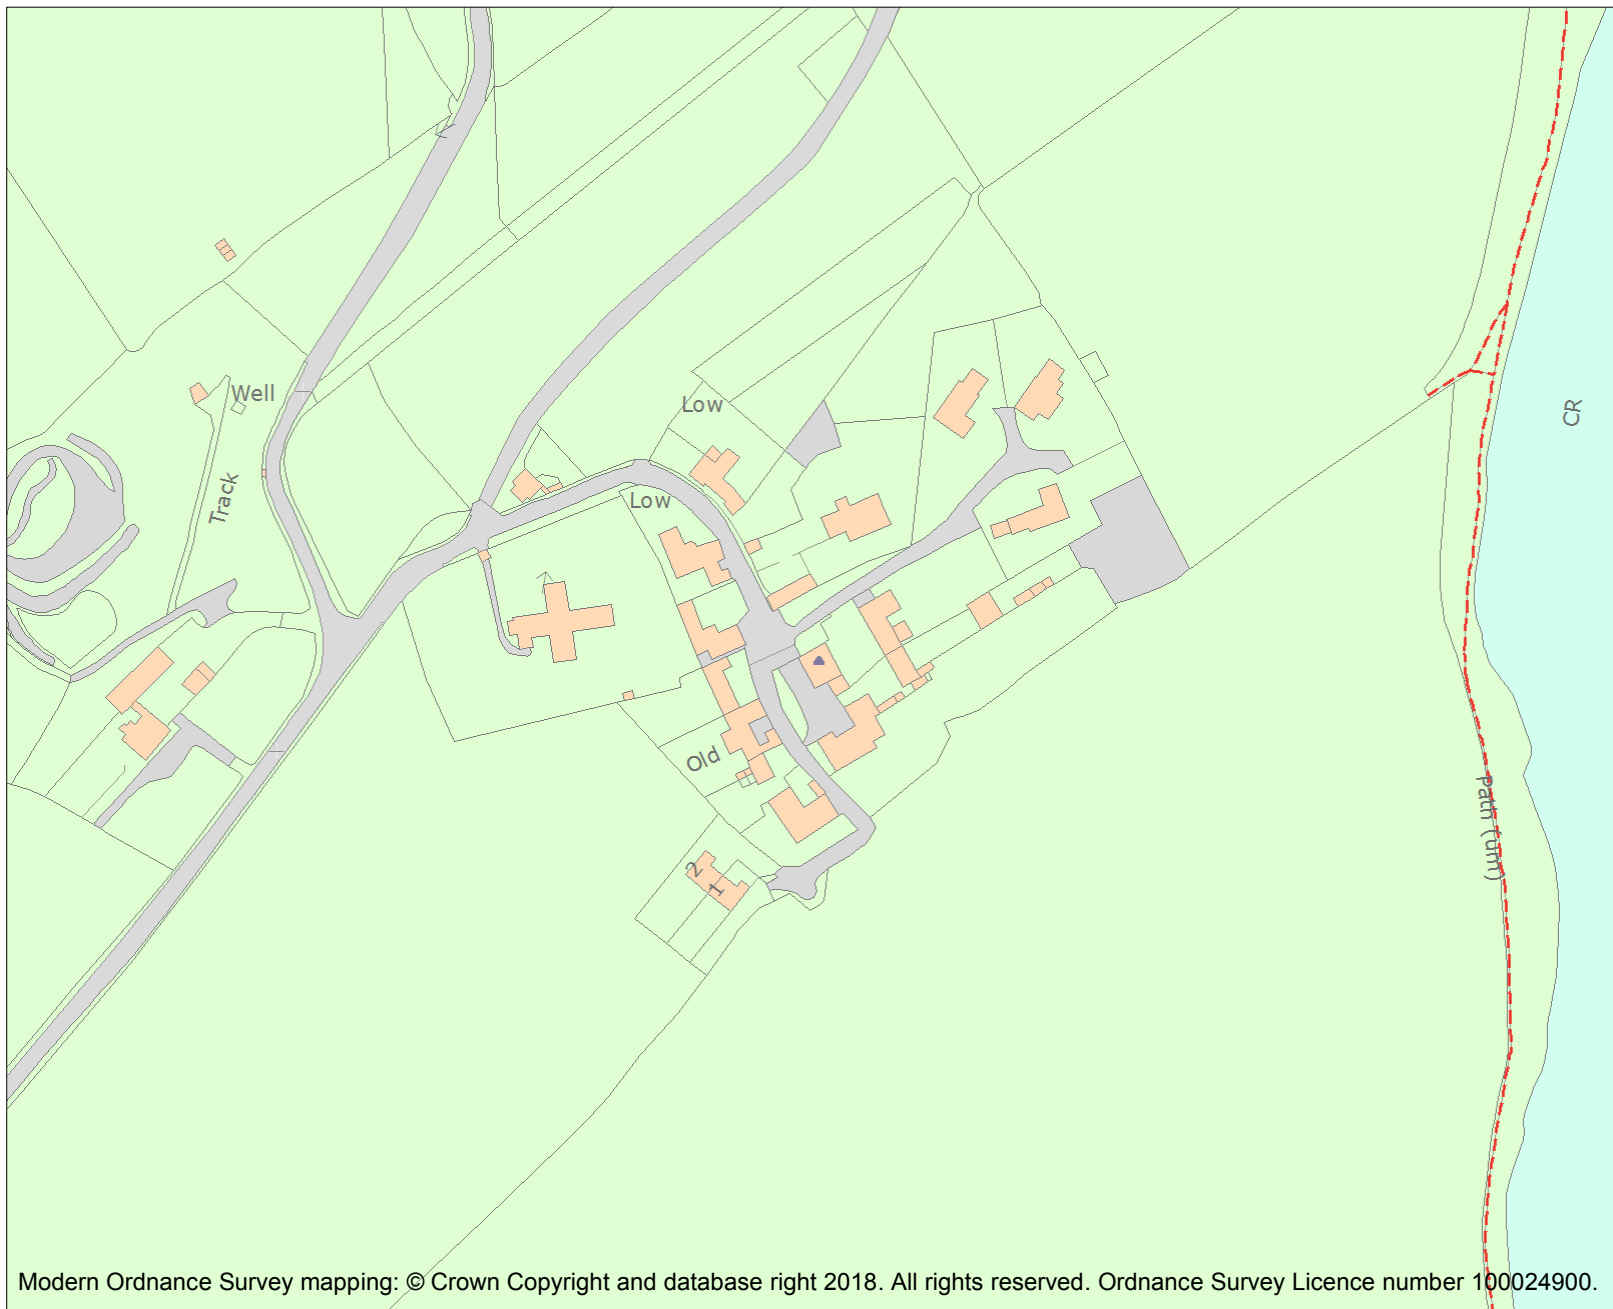 Well
Low
CR
Track
Low
Old
Path (um)
2
1
Modern Ordnance Survey mapping: © Crown Copyright and database right 2018. All rights reserved. Ordnance Survey Licence number 100024900.